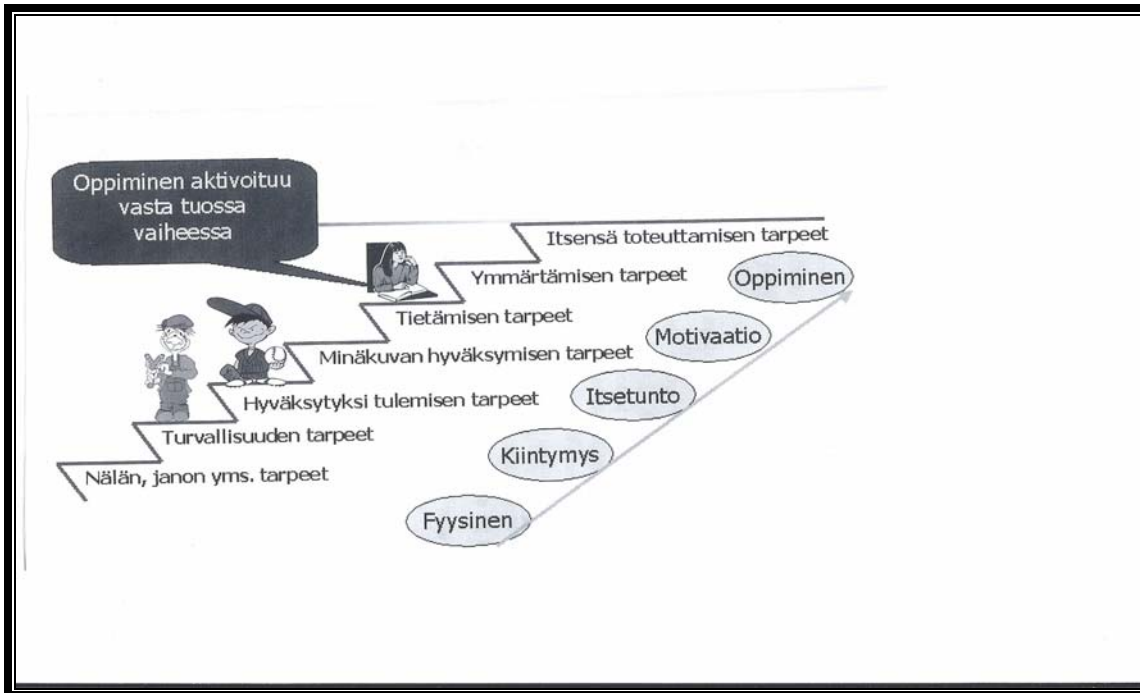 Oppiminen aktivoituu
vasta tuossa
vaiheessa
Itsensä toteuttamisen tarpeet
Ymmärtämisen tarpeet
Tietämisen tarpeet
Minäkuvan hyväksymisen tarpeet
Hyväksytyksi tulemisen tarpeet
Turvallisuuden tarpeet
Nälän, janon yms. tarpeet
Oppiminen
Motivaatio
Itsetunto
Kiintymys
Fyysinen